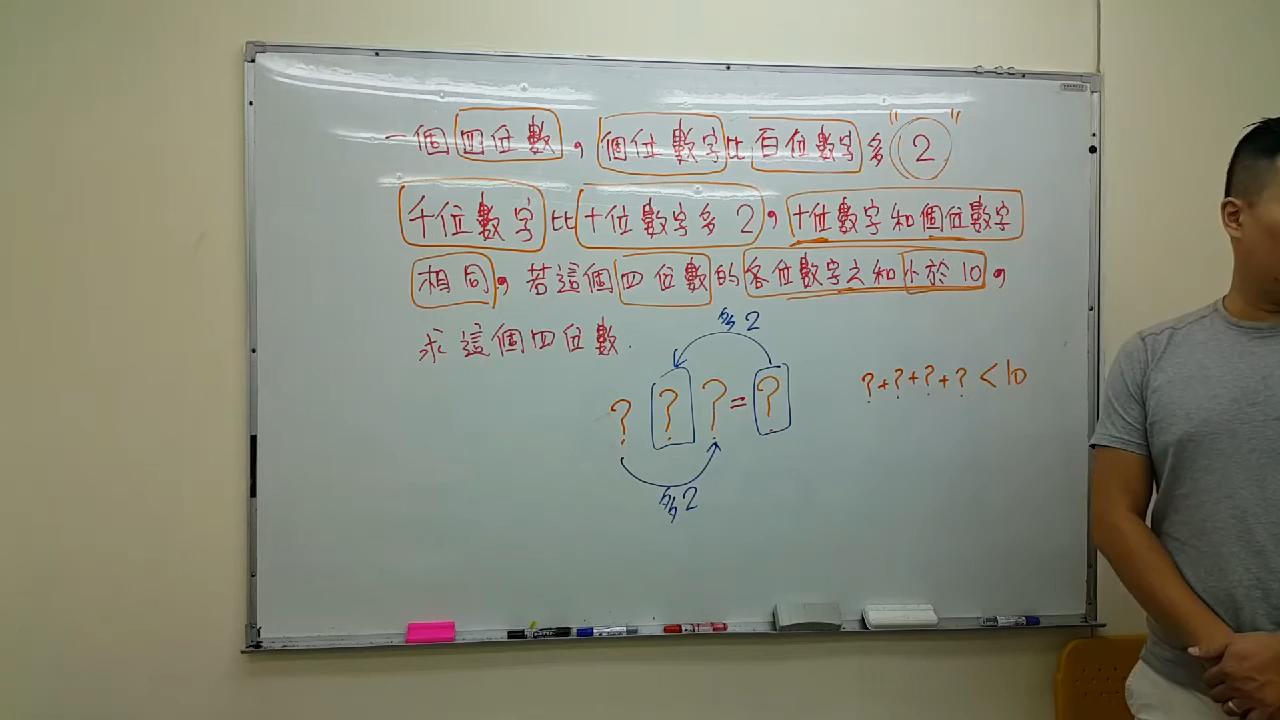 一個四位數，個位數字比百位數字多"2"
千位數字比十位數字多2，十位數字和個位數字
相同，若這個四位數的各位數字之和小於10，
求這個四位數.
多2
? ? ? = ?
多2
?+?+?+?<10